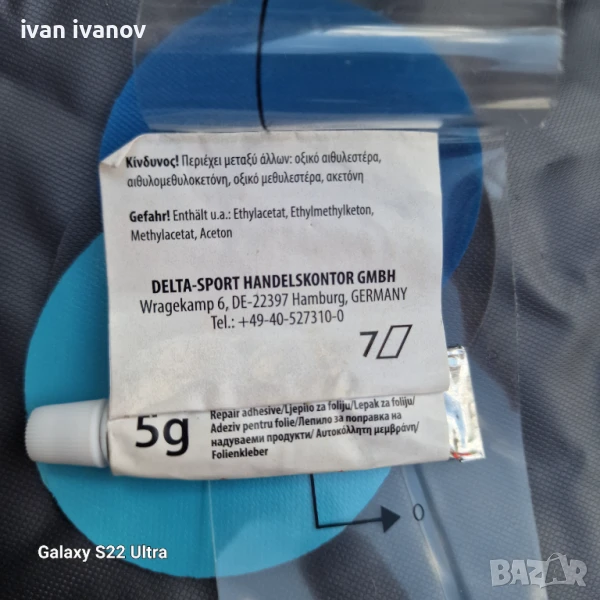 ivan ivanov
Κίνδυνος! Περιέχει μεταξύ άλλων: οξικό αιθυλεστέρα,
αιθυλομεθυλοκετόνη, οξικό μεθυλεστέρα, ακετόνη
Gefahr! Enthält u.a.: Ethylacetat, Ethylmethylketon,
Methylacetat, Aceton
DELTA-SPORT HANDELSKONTOR GMBH
Wragekamp 6, DE-22397 Hamburg, GERMANY
Tel.: +49-40-527310-0
7
5g
Repair adhesive/Ljepilo za foliju/Lepak za foliju/
Adeziv pentru folie/Лепило за поправка на
надуваеми продукти/ Αυτοκόλλητη μεμβράνη/
Folienkleber
0
Galaxy S22 Ultra
BAZAR